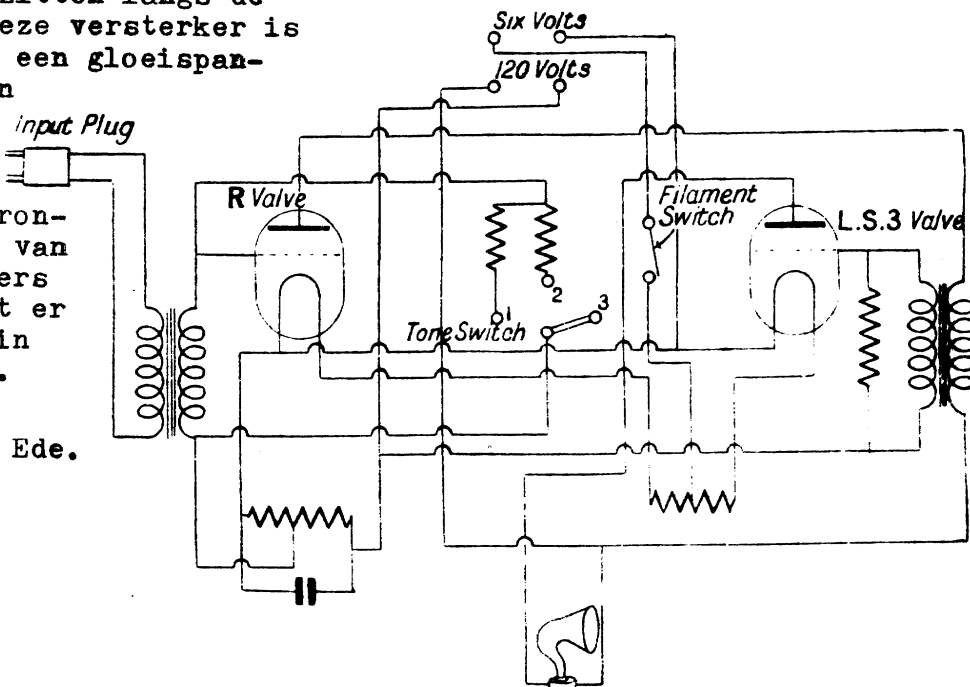 eze versterker is
een gloeispan-
n
ron-
van
ers
t er
in
.
Ede.
Six Volts
120 Volts
Input Plug
R Valve
Filament
Switch
L.S.3 Valve
2
1
3
Tone Switch